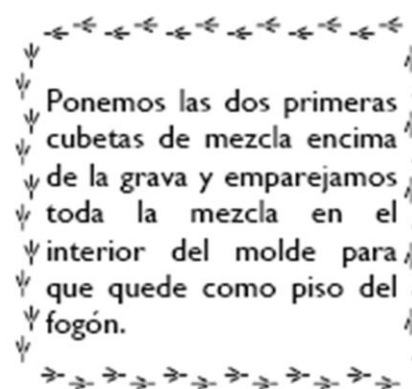 Ponemos las dos primeras
cubetas de mezcla encima
de la grava y emparejamos
toda la mezcla en el
interior del molde para
que quede como piso del
fogón.